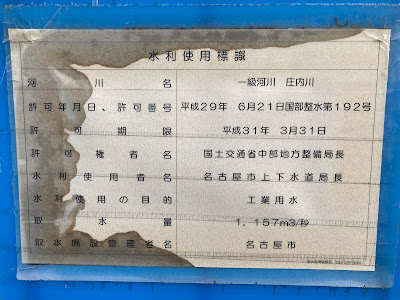 水利使用標識
河川名 一級河川 庄内川
許可年月日、許可番号 平成29年 6月21日国部整水第192号
許可期限 平成31年 3月31日
許可権者名 国土交通省中部地方整備局長
水利使用者名 名古屋市上下水道局長
水利使用の目的 工業用水
取水量 1.157m3/秒
取水施設管理者名 名古屋市